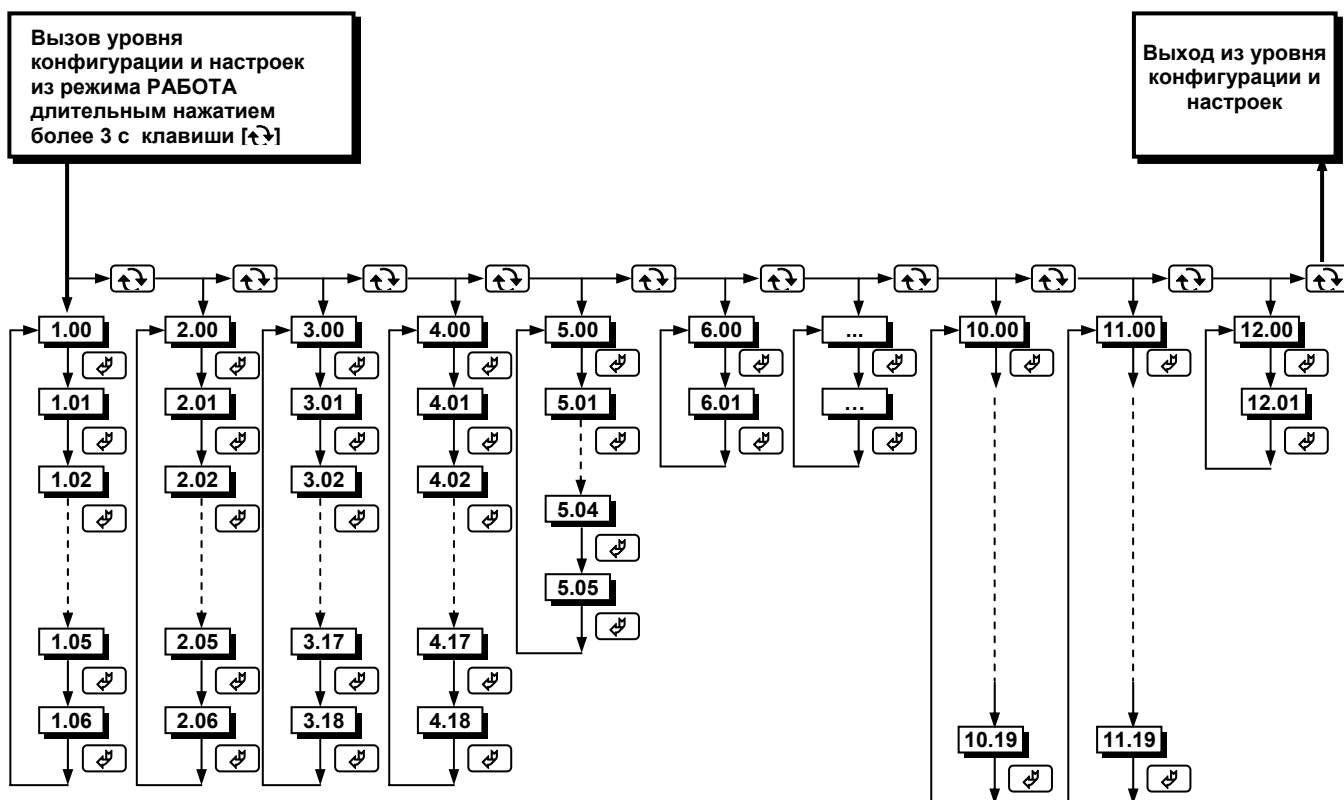 Вызов уровня
конфигурации и настроек
из режима РАБОТА
длительным нажатием
более 3 с клавиши []
Выход из уровня
конфигурации и
настроек
1.00 2.00 3.00 4.00 5.00 6.00 ... 10.00 11.00 12.00
1.01 2.01 3.01 4.01 5.01 6.01 ... 12.01
1.02 2.02 3.02 4.02
5.04
5.05
1.05 2.05 3.17 4.17
1.06 2.06 3.18 4.18
10.19 11.19